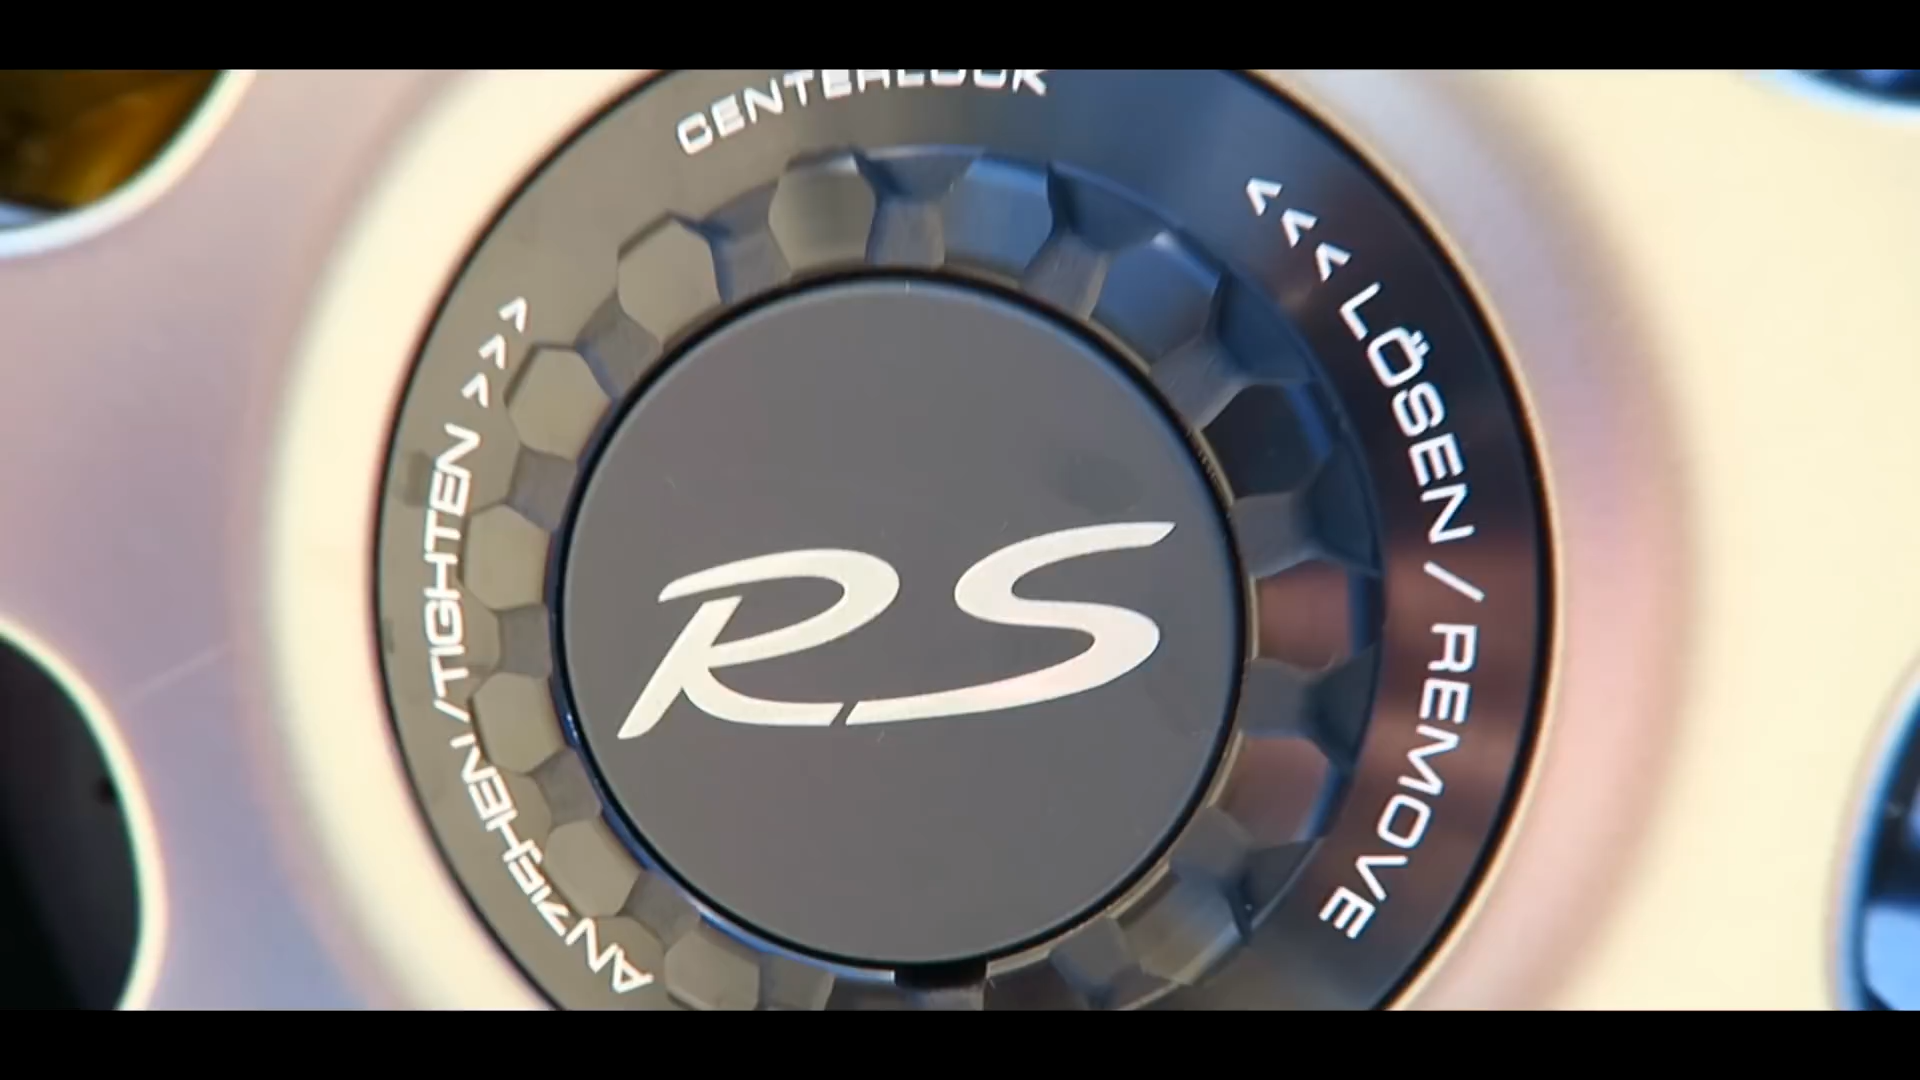 CENTERLOCK
<<< LÖSEN / REMOVE
ANZIEHEN/TIGHTEN >>>
RS